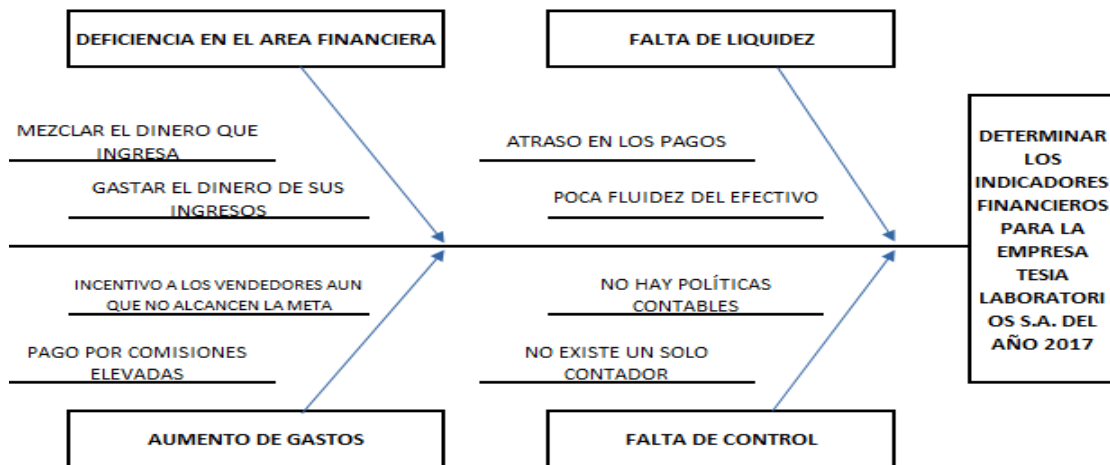 DEFICIENCIA EN EL AREA FINANCIERA
FALTA DE LIQUIDEZ
MEZCLAR EL DINERO QUE
INGRESA
GASTAR EL DINERO DE SUS
INGRESOS
ATRASO EN LOS PAGOS
POCA FLUIDEZ DEL EFECTIVO
DETERMINAR
LOS
INDICADORES
FINANCIEROS
PARA LA
EMPRESA
TESIA
LABORATORI
OS S.A. DEL
AÑO 2017
INCENTIVO A LOS VENDEDORES AUN
QUE NO ALCANCEN LA META
PAGO POR COMISIONES
ELEVADAS
NO HAY POLÍTICAS
CONTABLES
NO EXISTE UN SOLO
CONTADOR
AUMENTO DE GASTOS
FALTA DE CONTROL